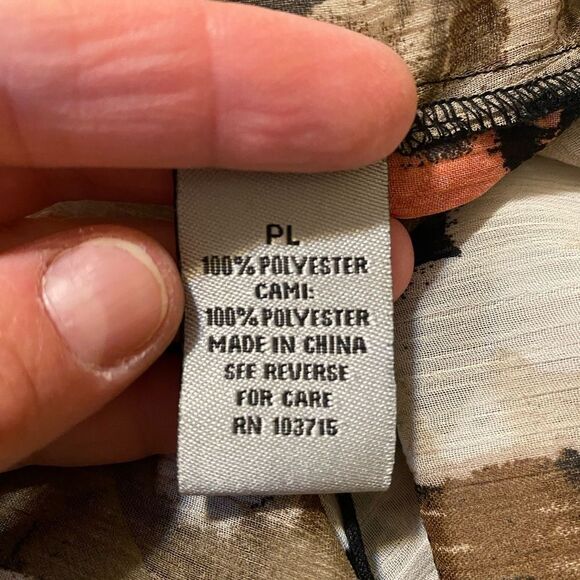 PL
100% POLYESTER
CAMI:
100% POLYESTER
MADE IN CHINA
SEE REVERSE
FOR CARE
RN 103715